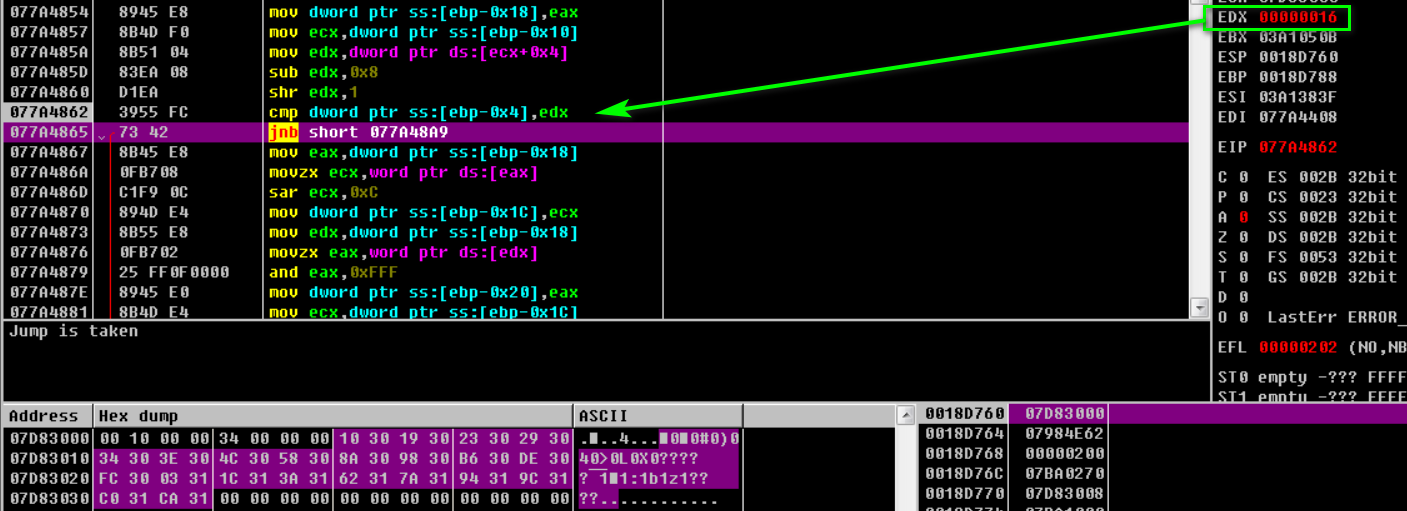 077A4854 8945 E8 mov dword ptr ss:[ebp-0x18],eax
077A4857 8B4D F0 mov ecx,dword ptr ss:[ebp-0x10]
077A485A 8B51 04 mov edx,dword ptr ds:[ecx+0x4]
077A485D 83EA 08 sub edx,0x8
077A4860 D1EA shr edx,1
077A4862 3955 FC cmp dword ptr ss:[ebp-0x4],edx
077A4865 73 42 jnb short 077A48A9
077A4867 8B45 E8 mov eax,dword ptr ss:[ebp-0x18]
077A486A 0FB708 movzx ecx,word ptr ds:[eax]
077A486D C1F9 0C sar ecx,0xC
077A4870 894D E4 mov dword ptr ss:[ebp-0x1C],ecx
077A4873 8B55 E8 mov edx,dword ptr ss:[ebp-0x18]
077A4876 0FB702 movzx eax,word ptr ds:[edx]
077A4879 25 FF0F0000 and eax,0xFFF
077A487E 8945 E0 mov dword ptr ss:[ebp-0x20],eax
077A4881 8B4D E4 mov ecx,dword ptr ss:[ebp-0x1C]
EDX 00000016
EBX 03A1050B
ESP 0018D760
EBP 0018D788
ESI 03A1383F
EDI 077A4408
EIP 077A4862
C 0 ES 002B 32bit
P 0 CS 0023 32bit
A 0 SS 002B 32bit
Z 0 DS 002B 32bit
S 0 FS 0053 32bit
T 0 GS 002B 32bit
D 0
O 0 LastErr ERROR_
EFL 00000202 (NO,NB
ST0 empty -??? FFFF
ST1 empty -??? FFFF
Jump is taken
Address Hex dump ASCII
07D83000 00 10 00 00 34 00 00 00 10 30 19 30 23 30 29 30
07D83010 34 30 3E 30 4C 30 58 30 8A 30 98 30 B6 30 DE 30 40>0L0X0????
07D83020 FC 30 03 31 1C 31 3A 31 62 31 7A 31 94 31 9C 31
07D83030 C0 31 CA 31 00 00 00 00 00 00 00 00 00 00 00 00 ??............
0018D760 07D83000
0018D764 07984E62
0018D768 00000200
0018D76C 07BA0270
0018D770 07D83008